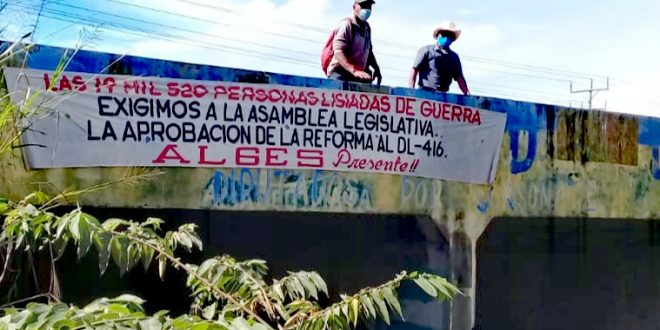 LAS 17 MIL 520 PERSONAS LISIADAS DE GUERRA
EXIGIMOS A LA ASAMBLEA LEGISLATIVA..
LA APROBACION DE LA REFORMA AL DL-416.
ALGES Presente!!
POR